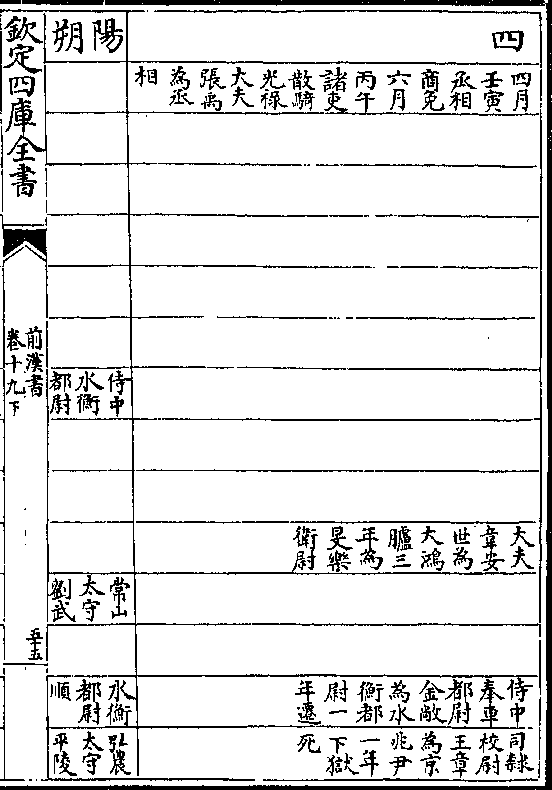 四
四月
壬寅
丞相
商免
六月
丙午
諸吏
散騎
光祿
大夫
張禹
為丞
相
大夫
韋安
世為
大鴻
臚三
年為
旻樂
衛尉
侍中
奉車
都尉
金敞
為水
衡都
尉一
年遷
司隸
校尉
王章
為京
兆尹
一年
下獄
死
陽朔
侍中
水衡
都尉
常山
太守
劉武
水衡
都尉
順
弘農
太守
平陵
欽定四庫全書
前漢書
卷十九下
五十五